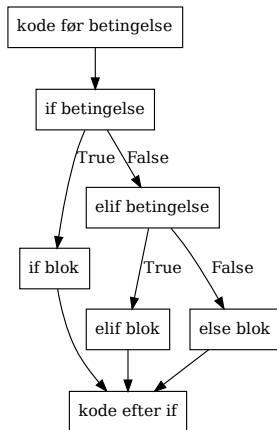 kode før betingelse
if betingelse
True
False
elif betingelse
if blok
True
False
elif blok
else blok
kode efter if